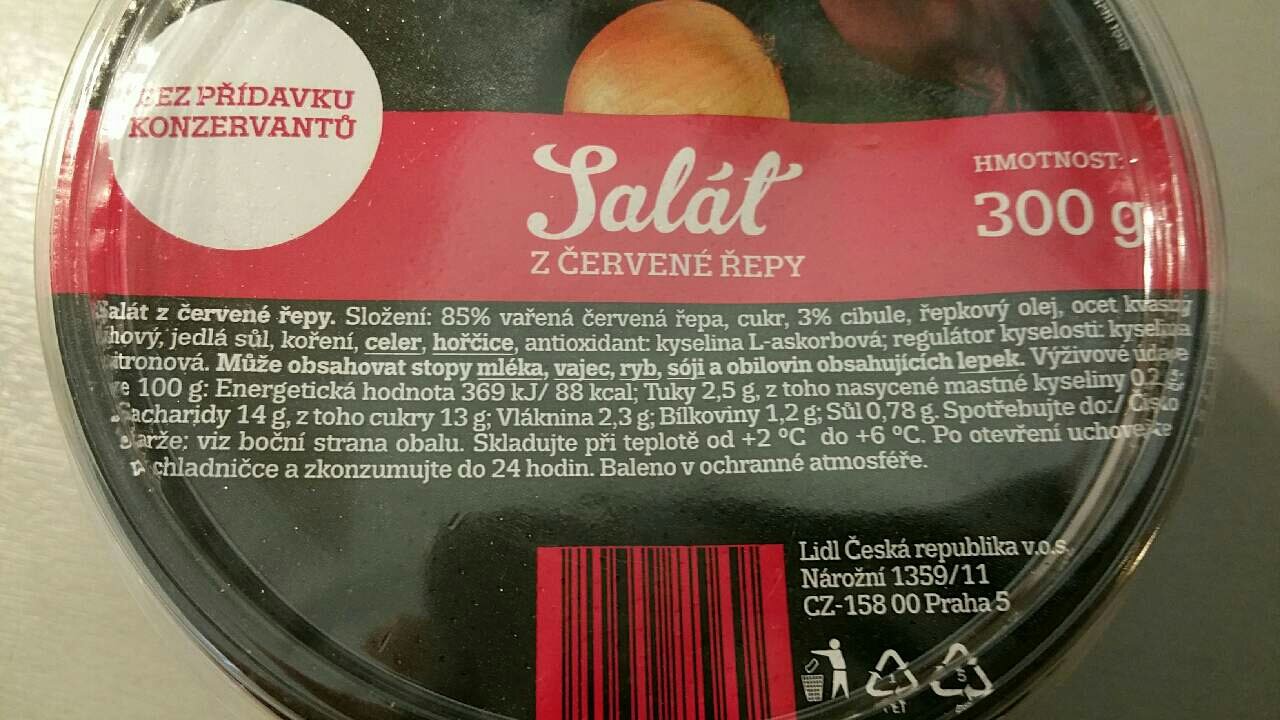 BEZ PŘÍDAVKU
KONZERVANTŮ
Salát
Z ČERVENÉ ŘEPY
HMOTNOST:
300 g
Salát z červené řepy. Složení: 85% vařená červená řepa, cukr, 3% cibule, řepkový olej, ocet kvasný
lihový, jedlá sůl, koření, celer, hořčice, antioxidant: kyselina L-askorbová; regulátor kyselosti: kyselina
citronová. Může obsahovat stopy mléka, vajec, ryb, sóji a obilovin obsahujících lepek. Výživové údaje
ve 100 g: Energetická hodnota 369 kJ/ 88 kcal; Tuky 2,5 g, z toho nasycené mastné kyseliny 0,2 g;
Sacharidy 14 g, z toho cukry 13 g; Vláknina 2,3 g; Bílkoviny 1,2 g; Sůl 0,78 g. Spotřebujte do:/ Číslo
šarže: viz boční strana obalu. Skladujte při teplotě od +2 °C do +6 °C. Po otevření uchovejte
v chladničce a zkonzumujte do 24 hodin. Baleno v ochranné atmosféře.
Lidl Česká republika v.o.s.
Nárožní 1359/11
CZ-158 00 Praha 5
1 5
PET